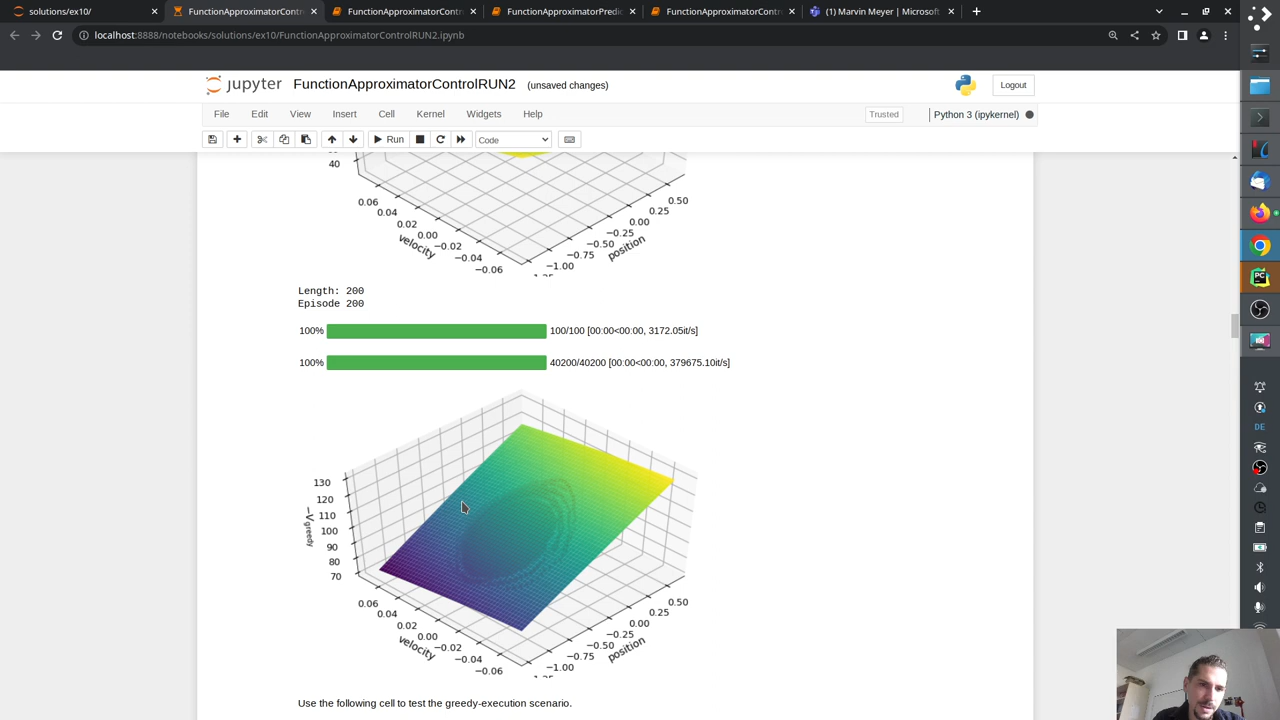 solutions/ex10/
FunctionApproximatorContr
FunctionApproximatorContr
FunctionApproximatorPredic
FunctionApproximatorContr
(1) Marvin Meyer | Microsoft
localhost:8888/notebooks/solutions/ex10/FunctionApproximatorControlRUN2.ipynb
jupyter FunctionApproximatorControlRUN2 (unsaved changes)
Logout
File Edit View Insert Cell Kernel Widgets Help
Trusted
Python 3 (ipykernel)
Run
Code
40
0.06
0.04
0.02
0.00
−0.02
−0.04
−0.06
velocity
0.50
0.25
0.00
−0.25
−0.50
−0.75
−1.00
position
Length: 200
Episode 200
100% 100/100 [00:00<00:00, 3172.05it/s]
100% 40200/40200 [00:00<00:00, 379675.10it/s]
130
120
110
100
90
80
70
−Vgreedy
0.06
0.04
0.02
0.00
−0.02
−0.04
−0.06
velocity
0.50
0.25
0.00
−0.25
−0.50
−0.75
−1.00
position
Use the following cell to test the greedy-execution scenario.
PC
DE